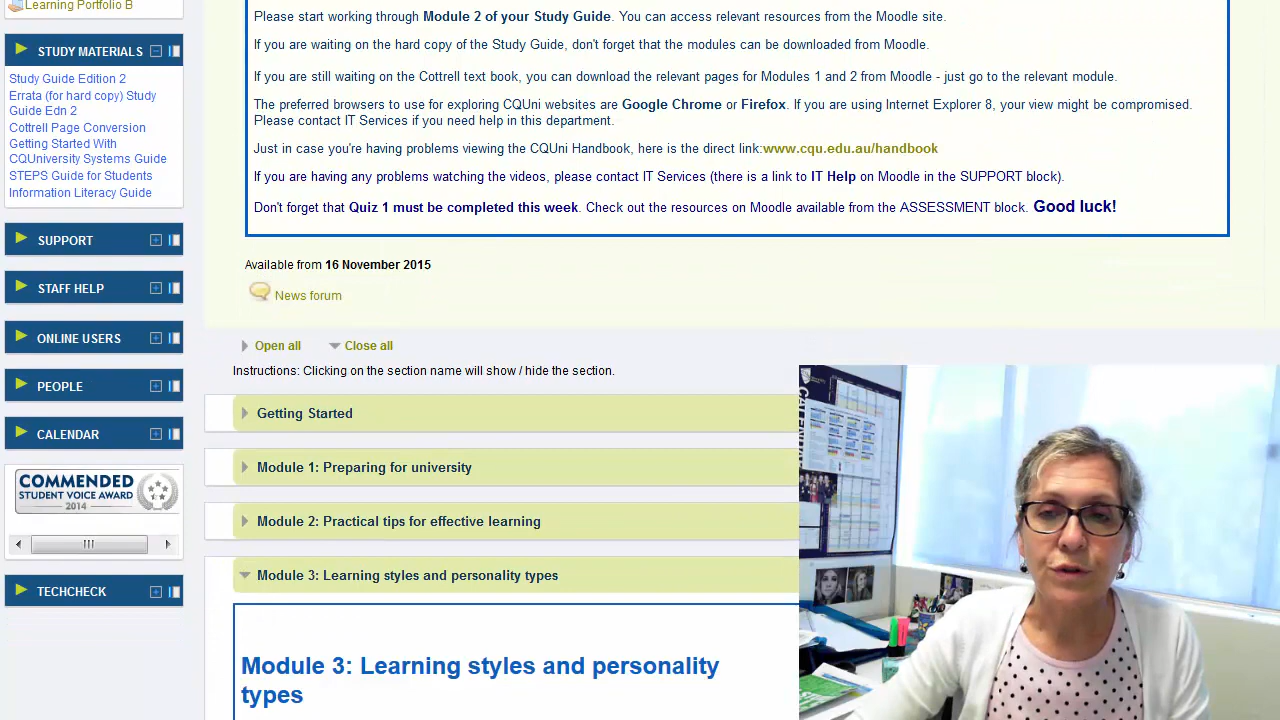 Learning Portfolio B
STUDY MATERIALS
Study Guide Edition 2
Errata (for hard copy) Study
Guide Edn 2
Cottrell Page Conversion
Getting Started With
CQUniversity Systems Guide
STEPS Guide for Students
Information Literacy Guide
SUPPORT
STAFF HELP
ONLINE USERS
PEOPLE
CALENDAR
COMMENDED
STUDENT VOICE AWARD
2014
TECHCHECK
Please start working through Module 2 of your Study Guide. You can access relevant resources from the Moodle site.
If you are waiting on the hard copy of the Study Guide, don't forget that the modules can be downloads from Moodle.
If you are still waiting on the Cottrell text book, you can download the relevant pages for Modules 1 and 2 from Moodle - just go to the relevant module.
The preferred browsers to use for exploring CQUni websites are Google Chrome or Firefox. If you are using Internet Explorer 8, your view might be compromised.
Please contact IT Services if you need help in this department.
Just in case you're having problems viewing the CQUni Handbook, here is the direct link:www.cqu.edu.au/handbook
If you are having any problems watching the videos, please contact IT Services (there is a link to IT Help on Moodle in the SUPPORT block).
Don't forget that Quiz 1 must be completed this week. Check out the resources on Moodle available from the ASSESSMENT block. Good luck!
Available from 16 November 2015
News forum
Open all Close all
Instructions: Clicking on the section name will show / hide the section.
Getting Started
Module 1: Preparing for university
Module 2: Practical tips for effective learning
Module 3: Learning styles and personality types
Module 3: Learning styles and personality
types